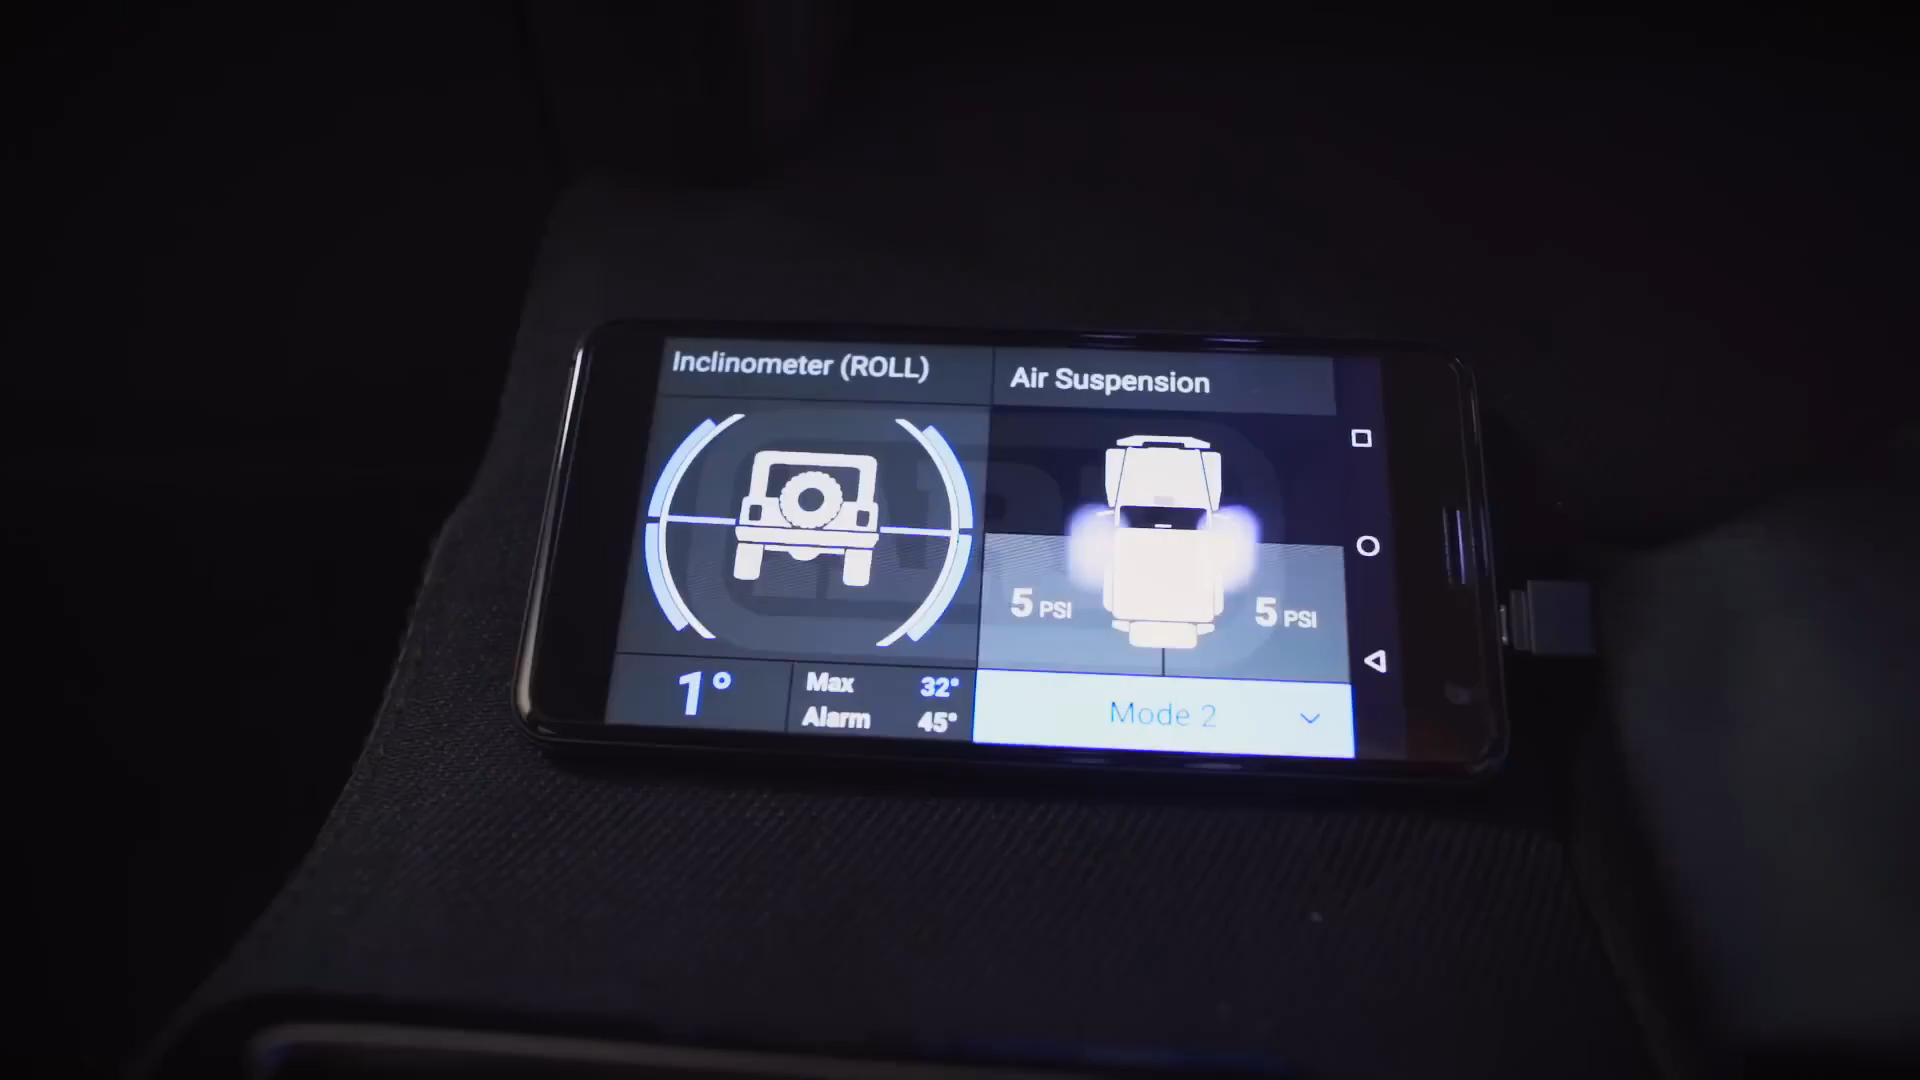 Inclinometer (ROLL)
1°
Max 32°
Alarm 45°
Air Suspension
5 PSI
5 PSI
Mode 2